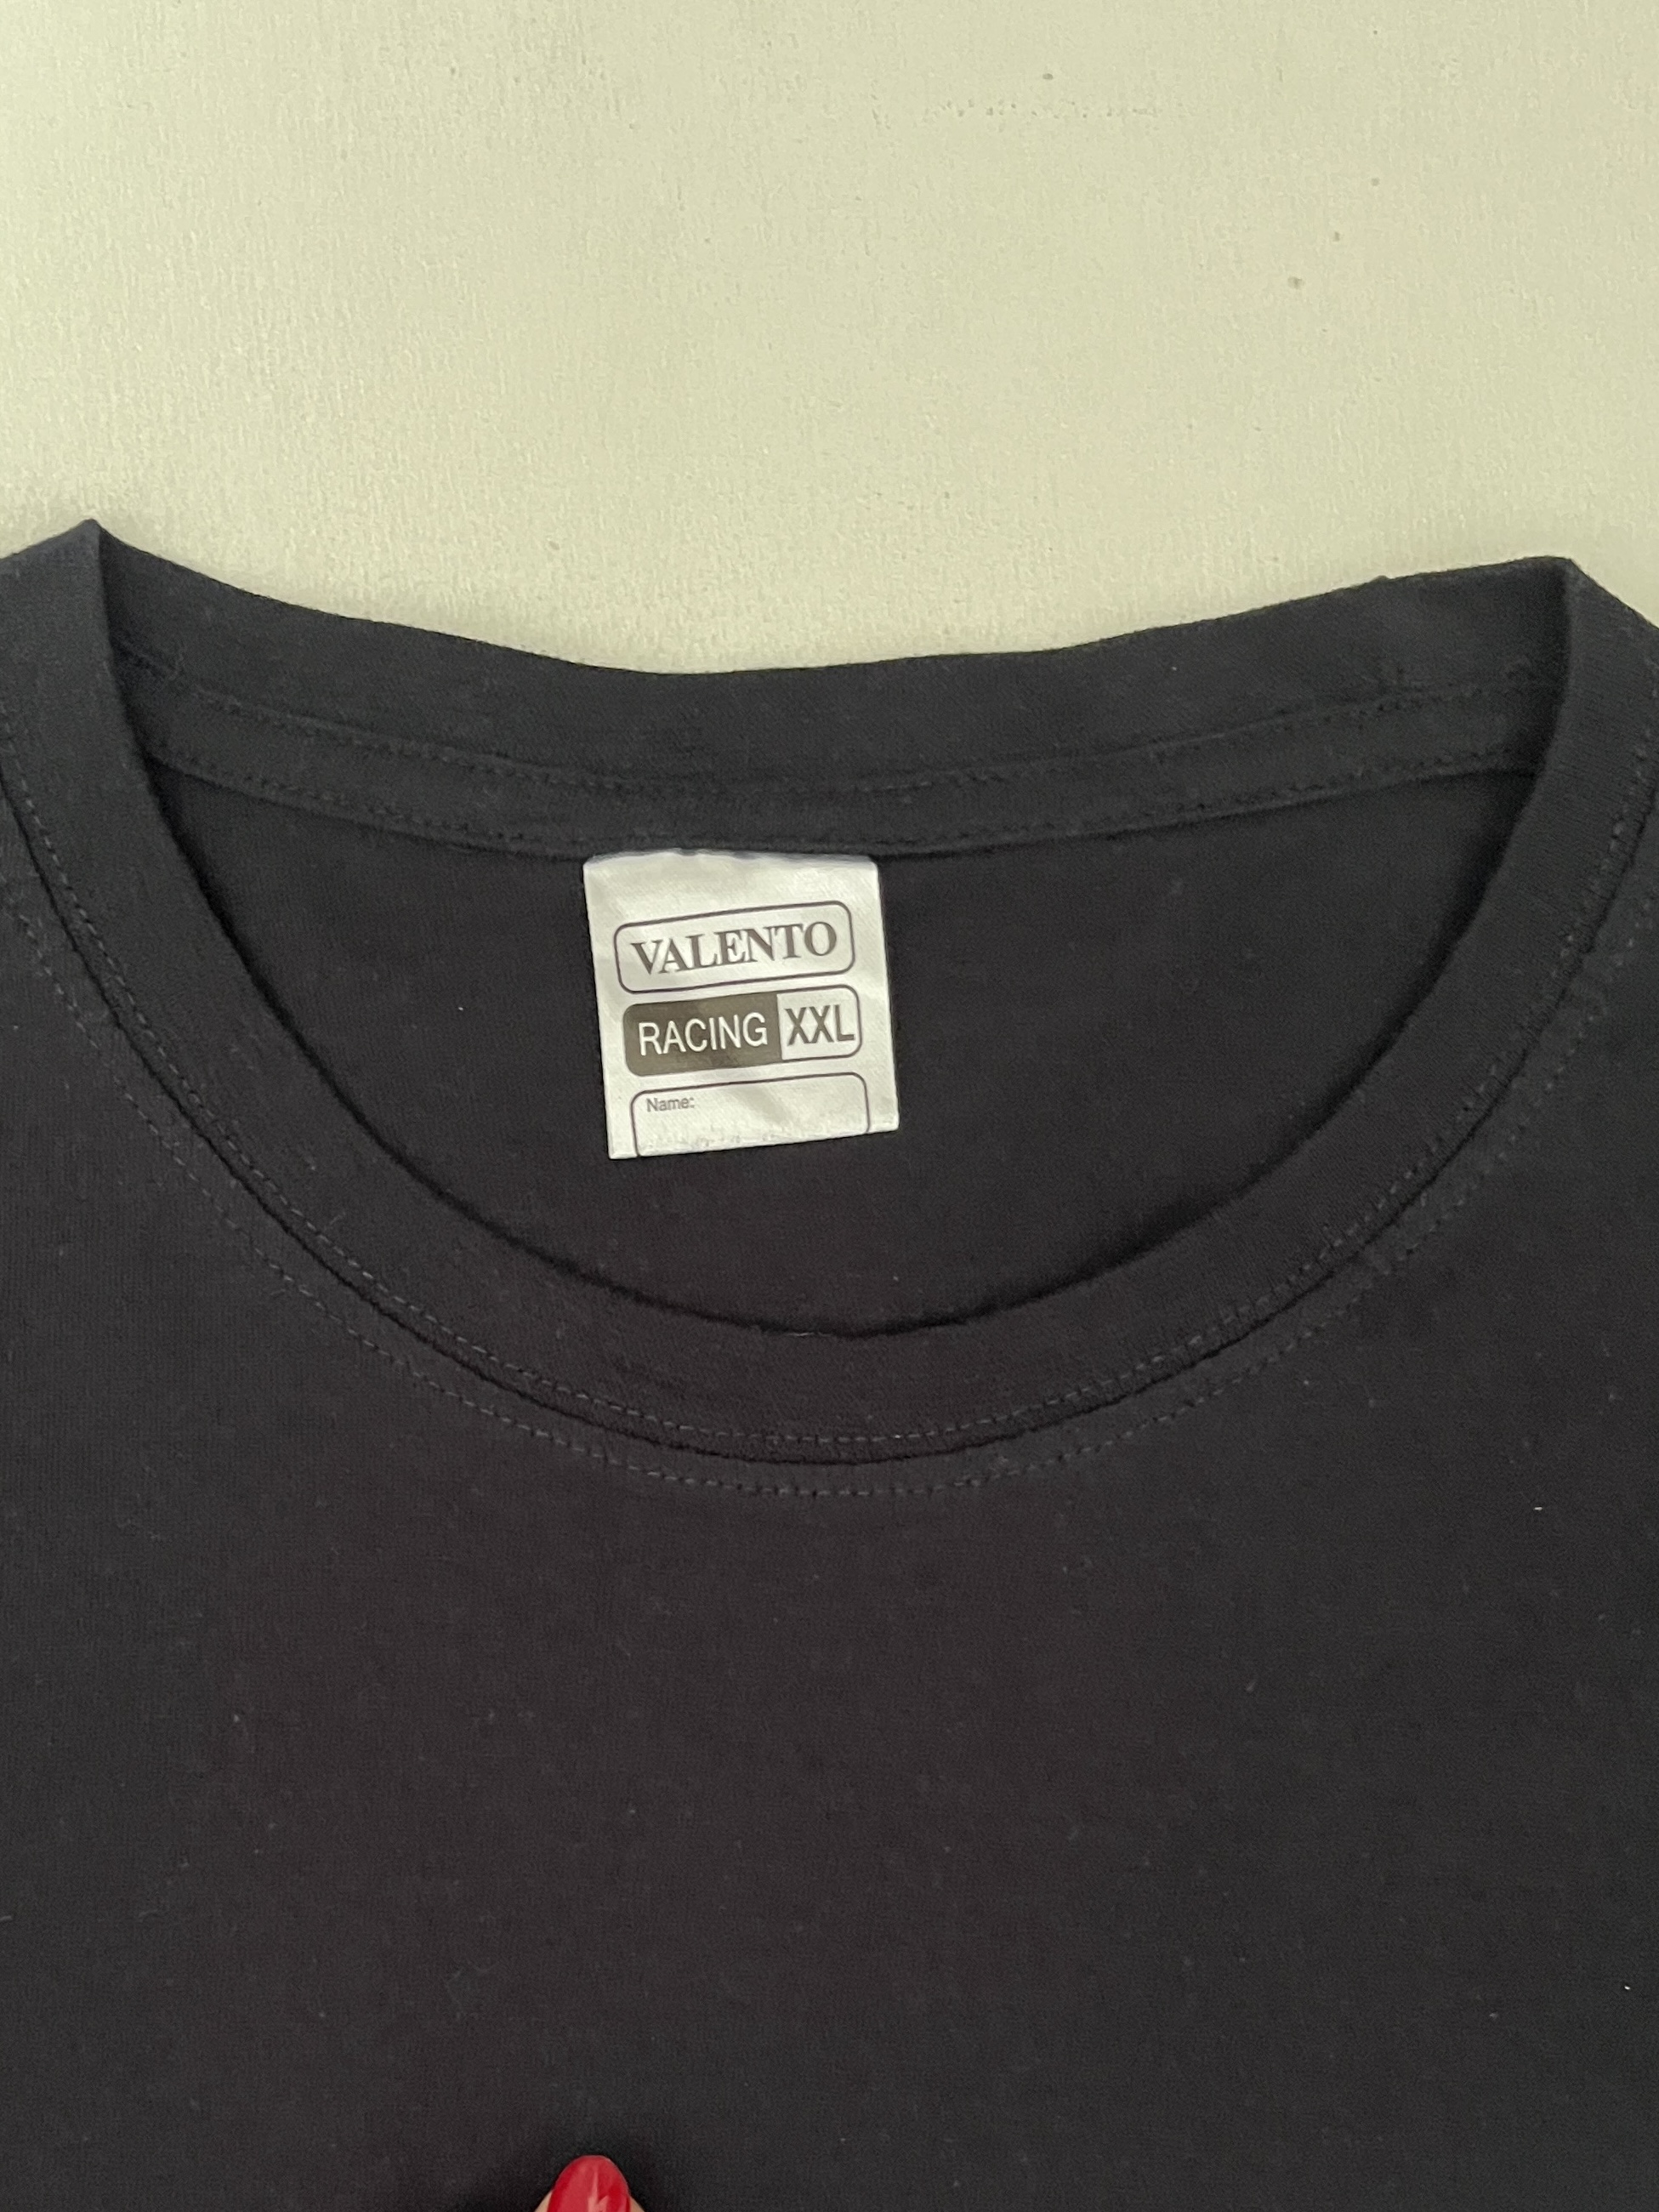 VALENTO
RACING XXL
Name: